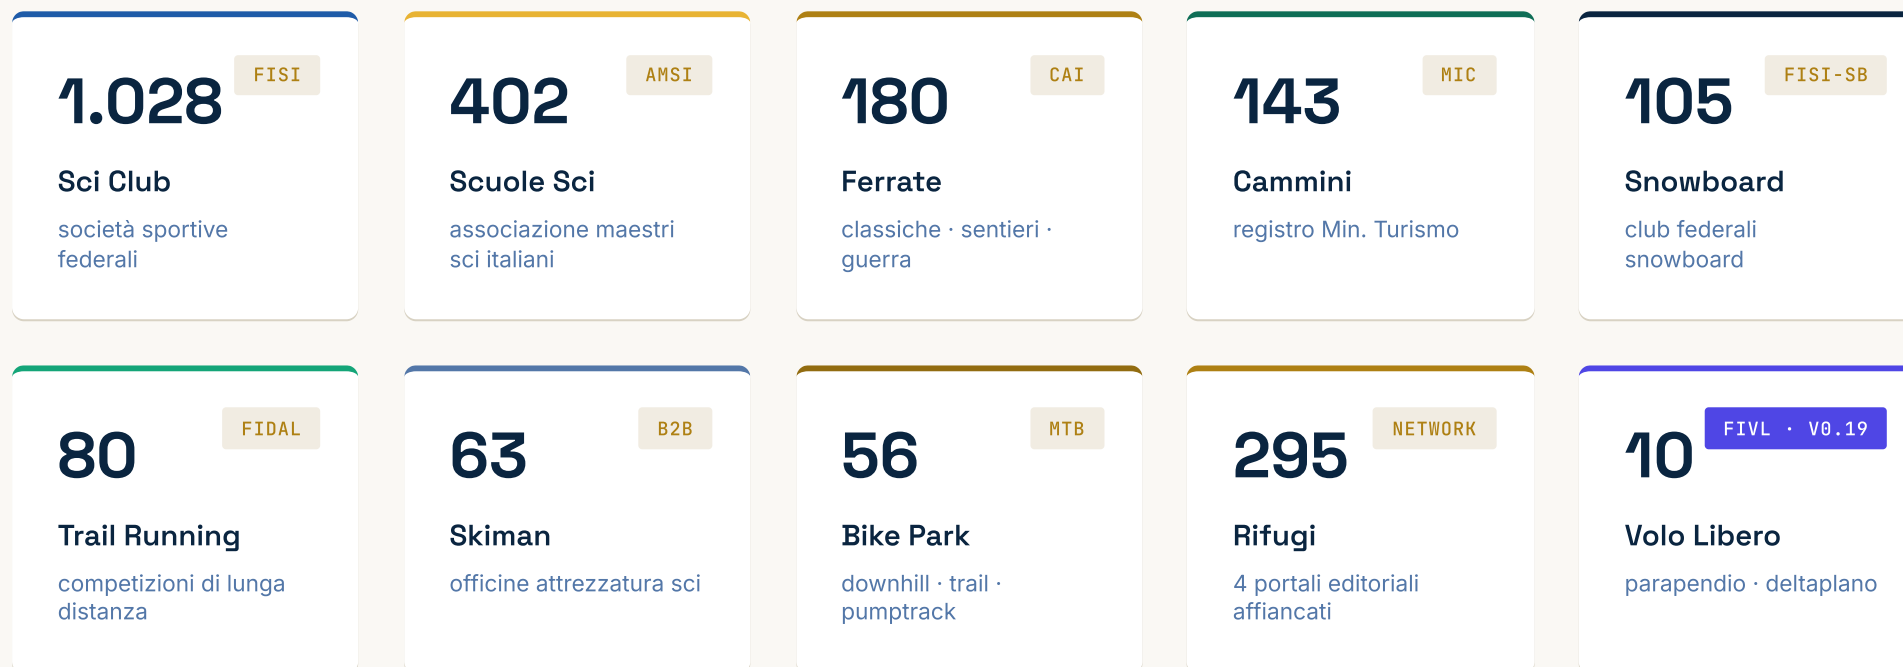 1.028
FISI
Sci Club
società sportive
federali
402
AMSI
Scuole Sci
associazione maestri
sci italiani
180
CAI
Ferrate
classiche · sentieri ·
guerra
143
MIC
Cammini
registro Min. Turismo
105
FISI-SB
Snowboard
club federali
snowboard
80
FIDAL
Trail Running
competizioni di lunga
distanza
63
B2B
Skiman
officine attrezzatura sci
56
MTB
Bike Park
downhill · trail ·
pumptrack
295
NETWORK
Rifugi
4 portali editoriali
affiancati
10
FIVL · V0.19
Volo Libero
parapendio · deltaplano